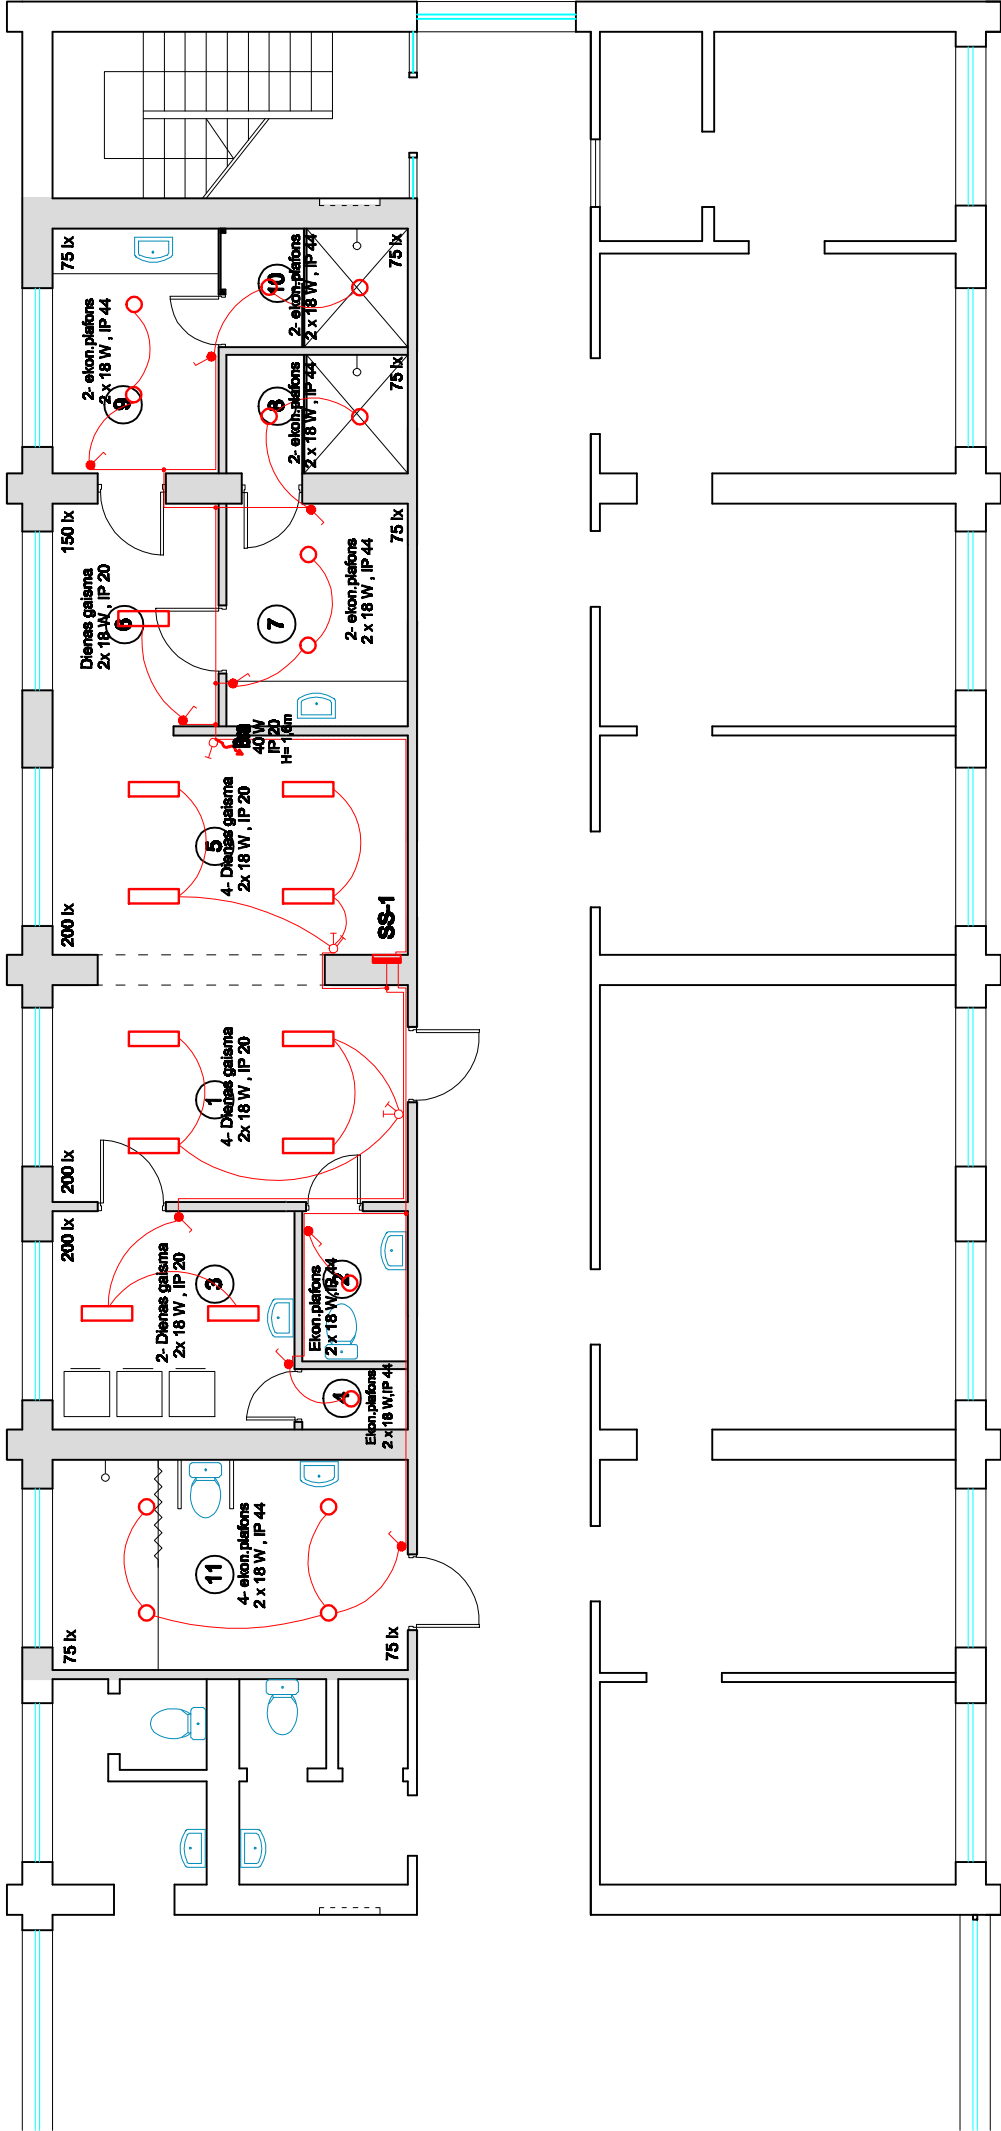 75 lx
2- ekon.plafons
2 x 18 W , IP 44
9
10
2- ekon.plafons
2 x 18 W , IP 44
75 lx
8
2- ekon.plafons
2 x 18 W , IP 44
75 lx
150 lx
Dienas gaisma
2x 18 W , IP 20
6
7
2- ekon.plafons
2 x 18 W , IP 44
75 lx
40 W
IP 20
H= 1,6m
5
4- Dienas gaisma
2x 18 W , IP 20
200 lx
SS-1
1
4- Dienas gaisma
2x 18 W , IP 20
200 lx
200 lx
2- Dienas gaisma
2x 18 W , IP 20
3
2
Ekon.plafons
2 x 18 W,IP 44
4
Ekon.plafons
2 x 18 W,IP 44
11
4- ekon.plafons
2 x 18 W , IP 44
75 lx
75 lx